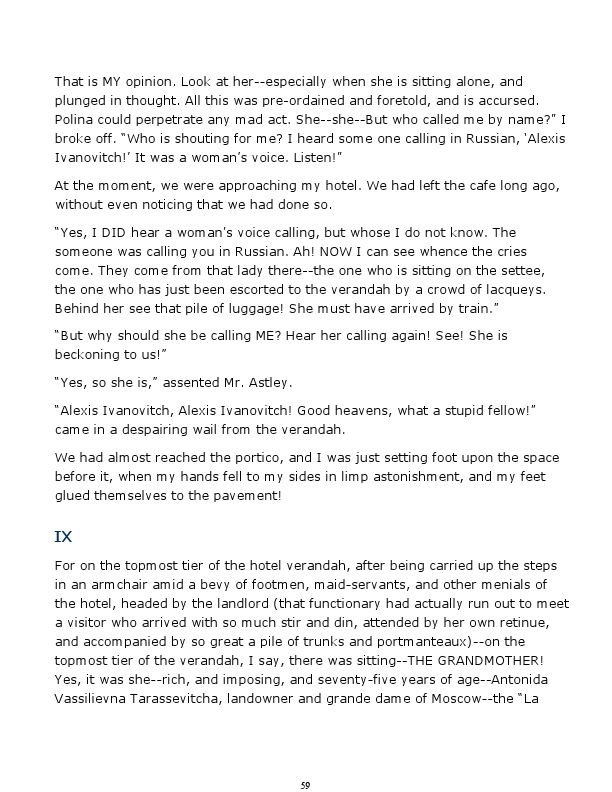 That is MY opinion. Look at her--especially when she is sitting alone, and
plunged in thought. All this was pre-ordained and foretold, and is accursed.
Polina could perpetrate any mad act. She--she--But who called me by name?” I
broke off. “Who is shouting for me? I heard some one calling in Russian, ‘Alexis
Ivanovitch!’ It was a woman’s voice. Listen!”
At the moment, we were approaching my hotel. We had left the cafe long ago,
without even noticing that we had done so.
“Yes, I DID hear a woman’s voice calling, but whose I do not know. The
someone was calling you in Russian. Ah! NOW I can see whence the cries
come. They come from that lady there--the one who is sitting on the settee,
the one who has just been escorted to the verandah by a crowd of lacqueys.
Behind her see that pile of luggage! She must have arrived by train.”
“But why should she be calling ME? Hear her calling again! See! She is
beckoning to us!”
“Yes, so she is,” assented Mr. Astley.
“Alexis Ivanovitch, Alexis Ivanovitch! Good heavens, what a stupid fellow!”
came in a despairing wail from the verandah.
We had almost reached the portico, and I was just setting foot upon the space
before it, when my hands fell to my sides in limp astonishment, and my feet
glued themselves to the pavement!
IX
For on the topmost tier of the hotel verandah, after being carried up the steps
in an armchair amid a bevy of footmen, maid-servants, and other menials of
the hotel, headed by the landlord (that functionary had actually run out to meet
a visitor who arrived with so much stir and din, attended by her own retinue,
and accompanied by so great a pile of trunks and portmanteaux)--on the
topmost tier of the verandah, I say, there was sitting--THE GRANDMOTHER!
Yes, it was she--rich, and imposing, and seventy-five years of age--Antonida
Vassilievna Tarassevitcha, landowner and grande dame of Moscow--the “La
59